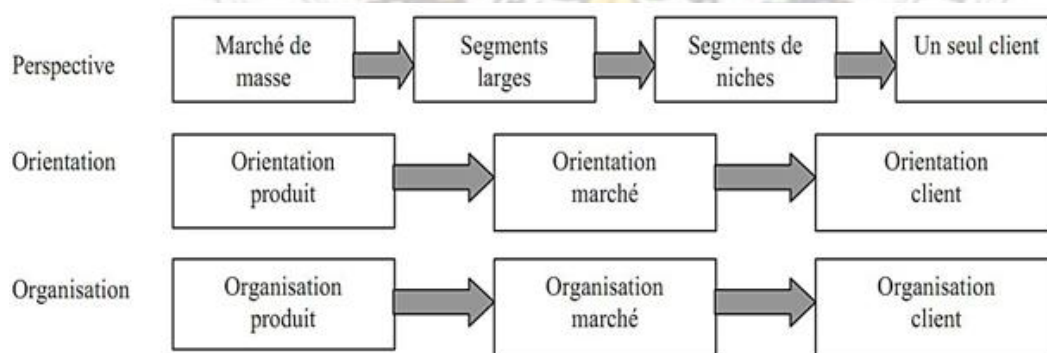 Perspective
Marché de
masse
Segments
larges
Segments de
niches
Un seul client
Orientation
Orientation
produit
Orientation
marché
Orientation
client
Organisation
Organisation
produit
Organisation
marché
Organisation
client